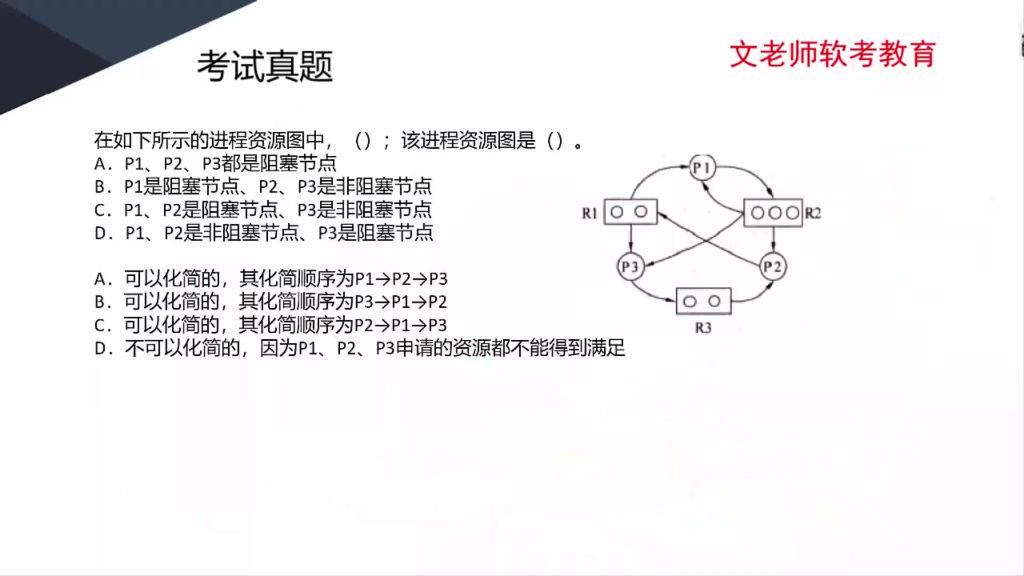 考试真题
文老师软考教育
在如下所示的进程资源图中，（）；该进程资源图是（）。
A．P1、P2、P3都是阻塞节点
B．P1是阻塞节点、P2、P3是非阻塞节点
C．P1、P2是阻塞节点、P3是非阻塞节点
D．P1、P2是非阻塞节点、P3是阻塞节点
A．可以化简的，其化简顺序为P1→P2→P3
B．可以化简的，其化简顺序为P3→P1→P2
C．可以化简的，其化简顺序为P2→P1→P3
D．不可以化简的，因为P1、P2、P3申请的资源都不能得到满足
P1
R1
R2
P3
P2
R3